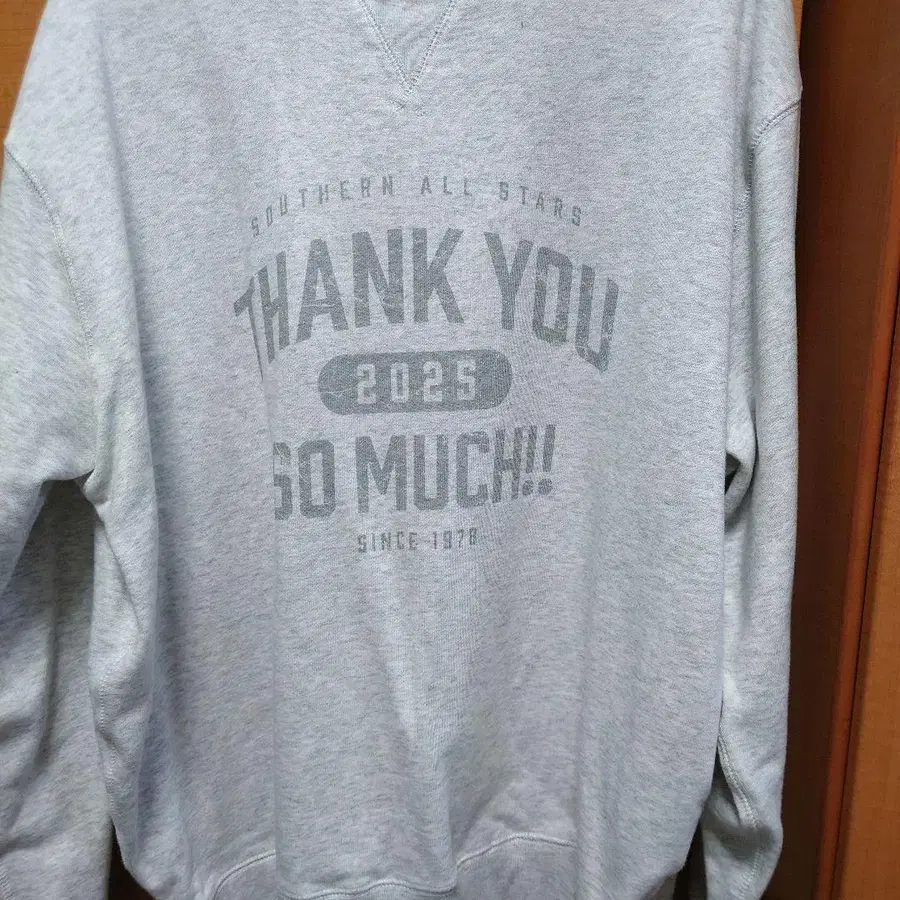 SOUTHERN ALL STARS
THANK YOU
2025
SO MUCH!!
SINCE 1978